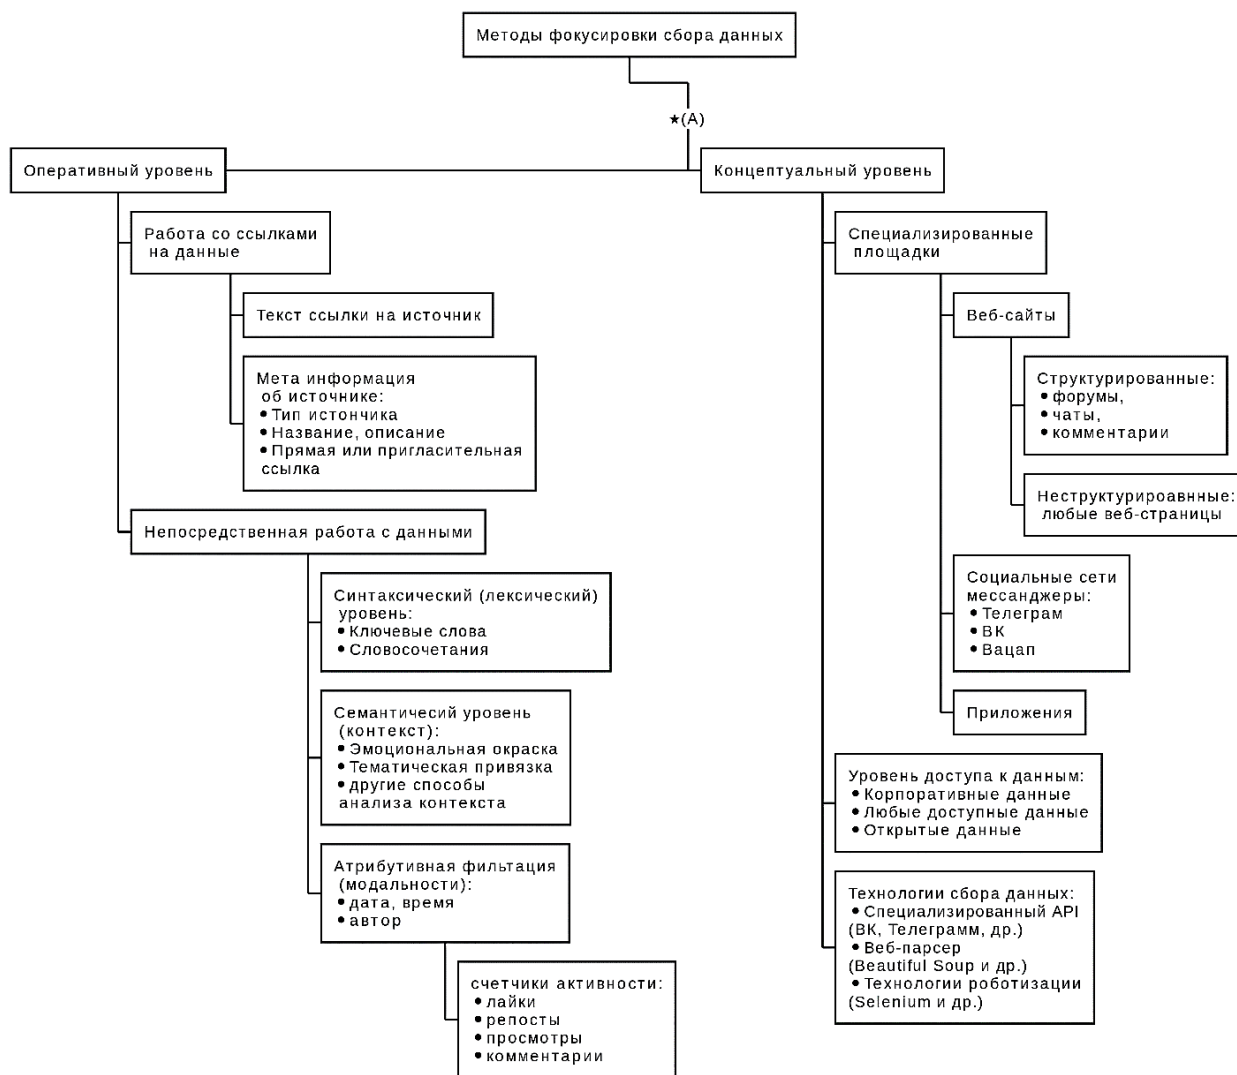 Методы фокусировки сбора данных
★(A)
Оперативный уровень
Концептуальный уровень
Работа со ссылками
на данные
Текст ссылки на источник
Мета информация
об источнике:
● Тип истончика
● Название, описание
● Прямая или пригласительная
ссылка
Непосредственная работа с данными
Синтаксический (лексический)
уровень:
● Ключевые слова
● Словосочетания
Семантичесий уровень
(контекст):
● Эмоциональная окраска
● Тематическая привязка
● другие способы
анализа контекста
Атрибутивная фильтация
(модальности):
● дата, время
● автор
счетчики активности:
● лайки
● репосты
● просмотры
● комментарии
Специализированные
площадки
Веб-сайты
Структурированные:
● форумы,
● чаты,
● комментарии
Неструктурироавнные:
любые веб-страницы
Социальные сети
мессанджеры:
● Телеграм
● ВК
● Вацап
Приложения
Уровень доступа к данным:
● Корпоративные данные
● Любые доступные данные
● Открытые данные
Технологии сбора данных:
● Специализированный API
(ВК, Телеграмм, др.)
● Веб-парсер
(Beautiful Soup и др.)
● Технологии роботизации
(Selenium и др.)